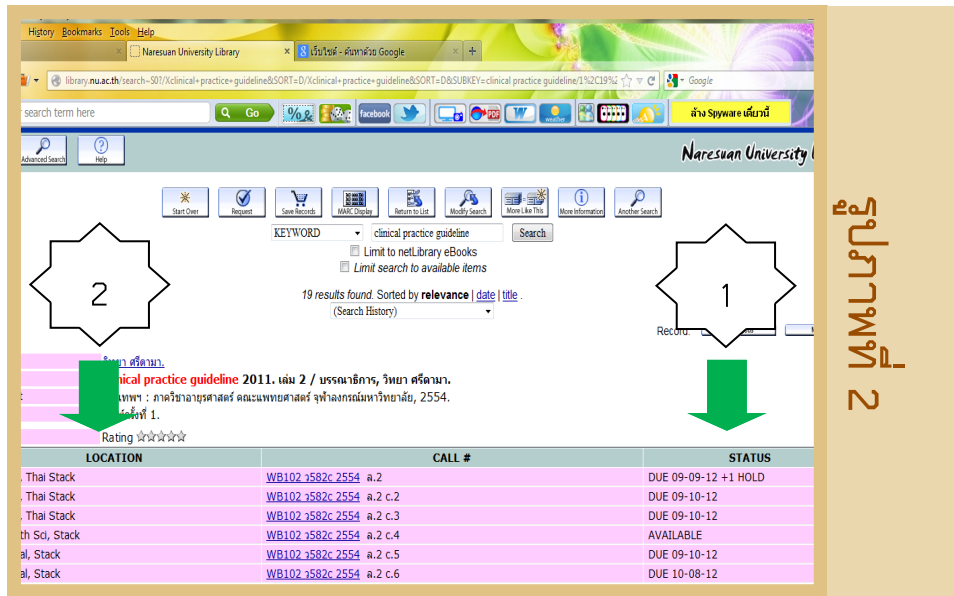 History Bookmarks Tools Help
Naresuan University Library × เว็บไซต์ - ค้นหาด้วย Google × +
library.nu.ac.th/search~S0?/Xclinical+practice+guideline&SORT=D/Xclinical+practice+guideline&SORT=D&SUBKEY=clinical practice guideline/1%2C19%2 Google
search term here Go facebook PDF W weather ล้าง Spyware เดี๋ยวนี้
Advanced Search Help Naresuan University
Start Over Request Save Records MARC Display Return to List Modify Search More Like This More Information Another Search
KEYWORD clinical practice guideline Search
Limit to netLibrary eBooks
Limit search to available items
2
1
19 results found. Sorted by relevance | date | title .
(Search History)
Record:
วิทยา ศรีดามา.
nical practice guideline 2011. เล่ม 2 / บรรณาธิการ, วิทยา ศรีดามา.
เทพฯ : ภาควิชาอายุรศาสตร์ คณะแพทยศาสตร์ จุฬาลงกรณ์มหาวิทยาลัย, 2554.
ครั้งที่ 1.
Rating
LOCATION CALL # STATUS
Thai Stack WB102 ว582c 2554 ล.2 DUE 09-09-12 +1 HOLD
Thai Stack WB102 ว582c 2554 ล.2 c.2 DUE 09-10-12
Thai Stack WB102 ว582c 2554 ล.2 c.3 DUE 09-10-12
th Sci, Stack WB102 ว582c 2554 ล.2 c.4 AVAILABLE
al, Stack WB102 ว582c 2554 ล.2 c.5 DUE 09-10-12
al, Stack WB102 ว582c 2554 ล.2 c.6 DUE 10-08-12
รูปภาพที่ 2